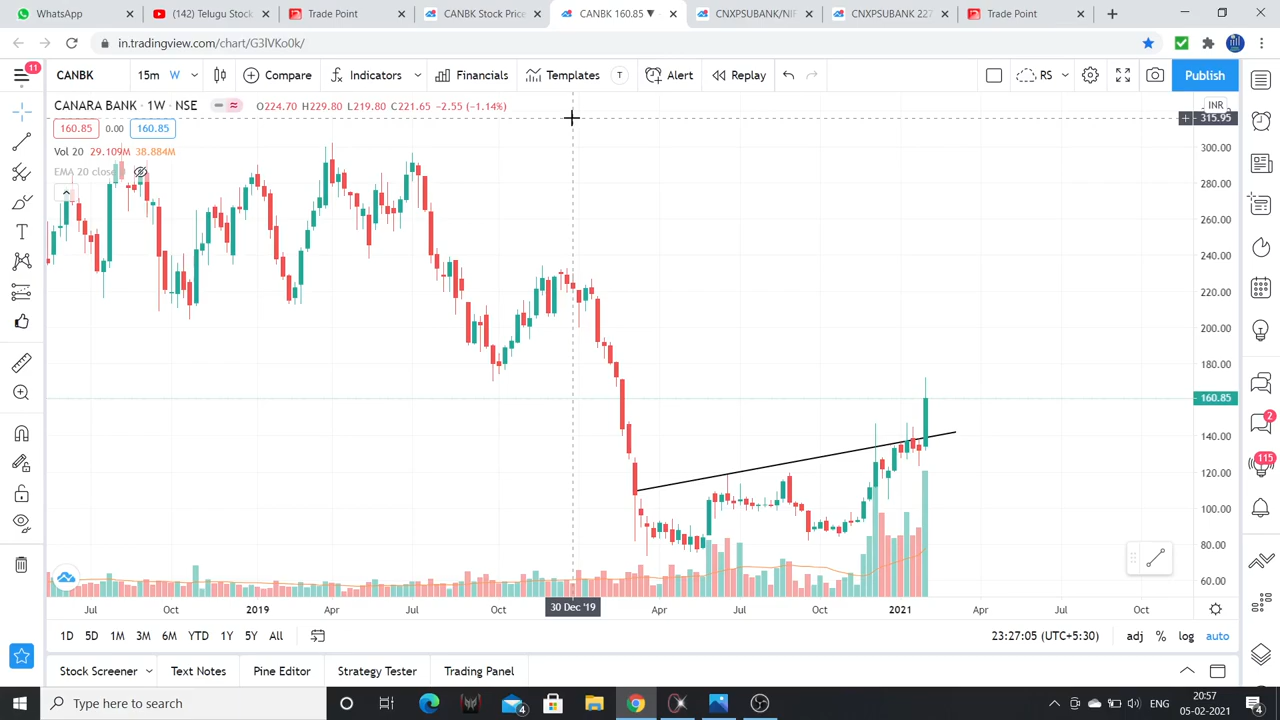 WhatsApp
(142) Telugu Stock
Trade Point
CANBK Stock Price
CANBK 160.85 ▼
CNXPSUBANK/NIF
CNXPSUBANK 227
Trade Point
in.tradingview.com/chart/G3lVKo0k/
11
CANBK 15m W Compare Indicators Financials Templates T Alert Replay RS Publish
CANARA BANK · 1W · NSE O224.70 H229.80 L219.80 C221.65 −2.55 (−1.14%)
INR
160.85 0.00 160.85
Vol 20 29.109M 38.884M
EMA 20 close
315.95
300.00
280.00
260.00
240.00
220.00
200.00
180.00
160.85
140.00
120.00
100.00
80.00
60.00
2
115
Jul Oct 2019 Apr Jul Oct 30 Dec '19 Apr Jul Oct 2021 Apr Jul Oct
1D 5D 1M 3M 6M YTD 1Y 5Y All 23:27:05 (UTC+5:30) adj % log auto
Stock Screener Text Notes Pine Editor Strategy Tester Trading Panel
Type here to search
4
ENG
20:57
05-02-2021
4